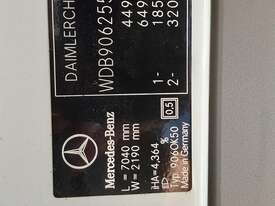 DAIMLERCH
WDB906255
449
649
1- 185
2- 320
Mercedes-Benz
L = 7040 mm
W = 2190 mm
0,5
HA=4,364 %
Typ 906OK50
Made in Germany